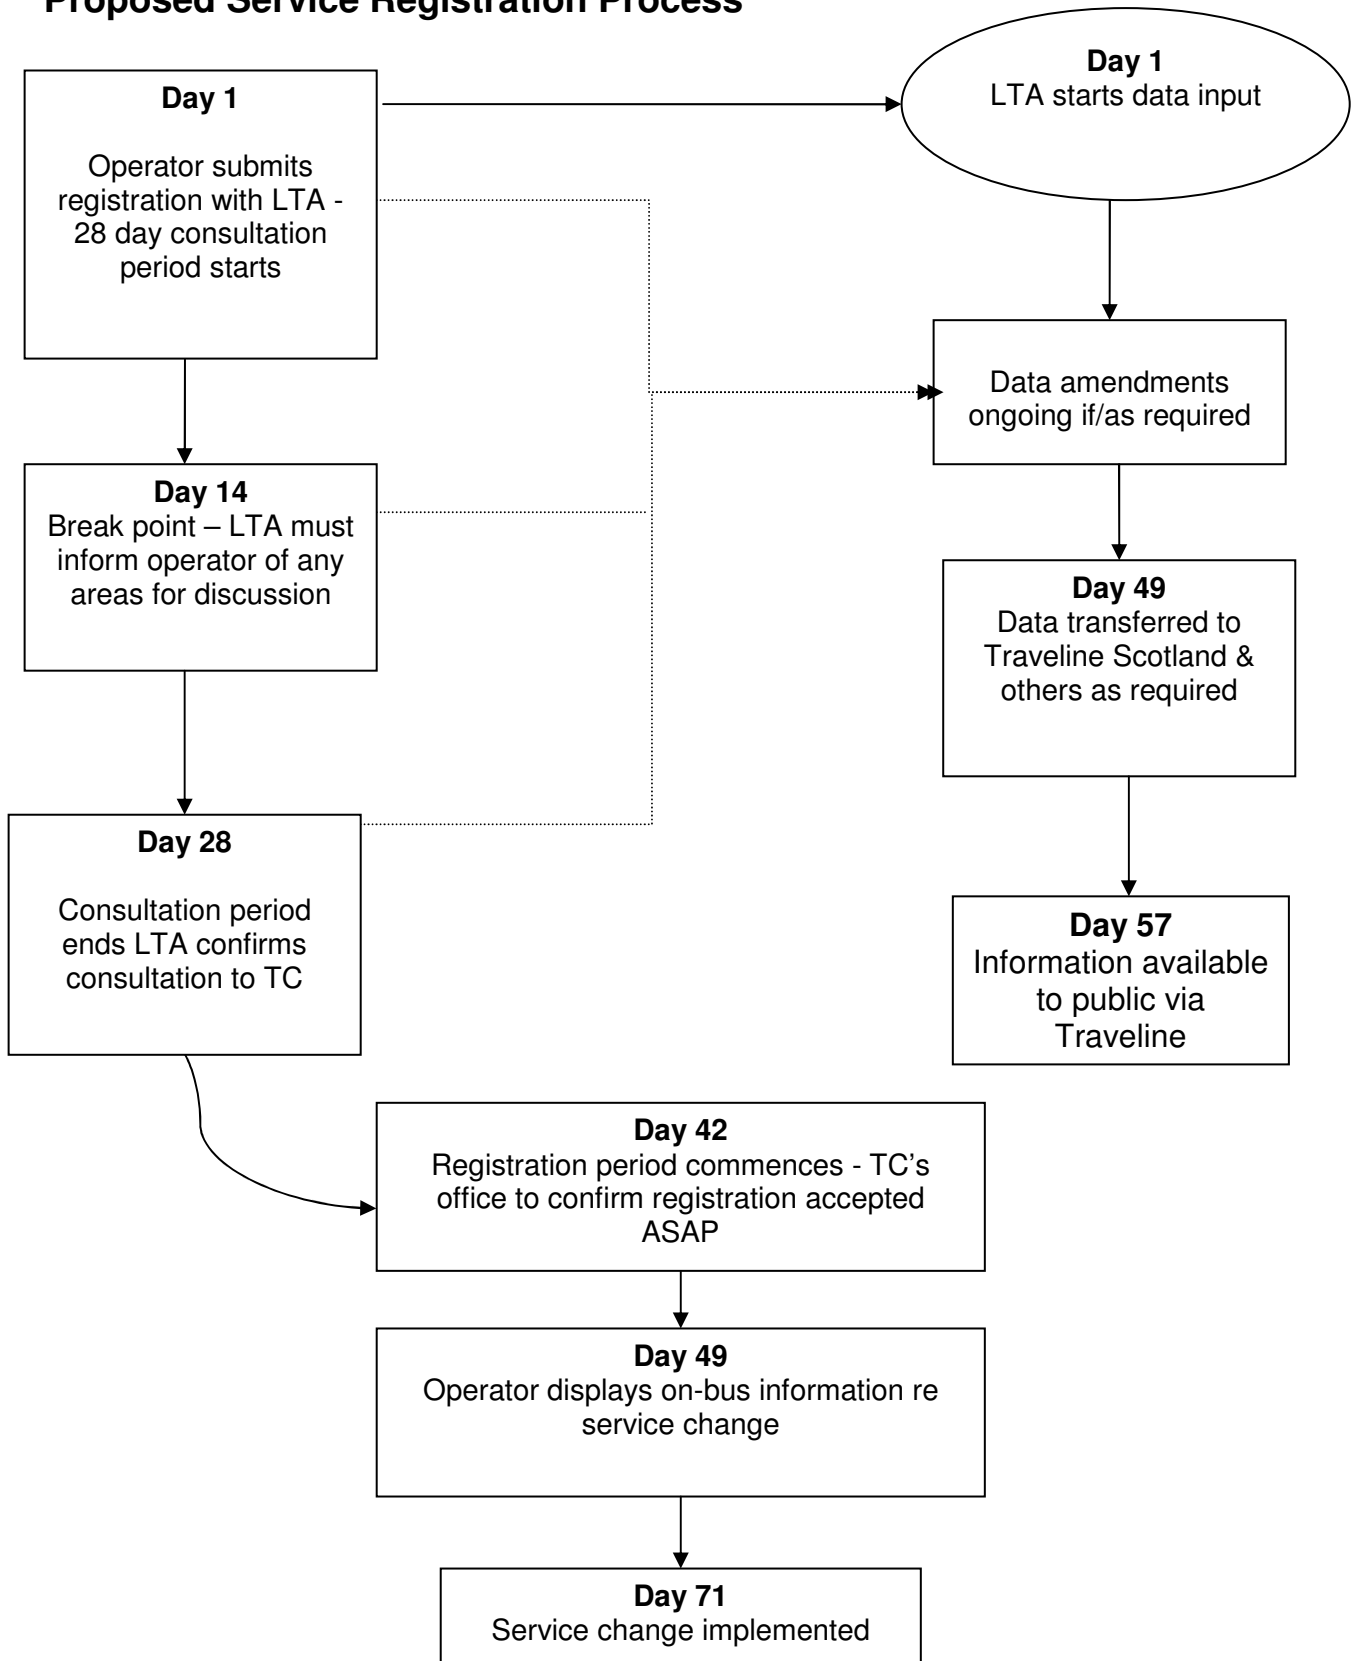 Proposed Service Registration Process
Day 1
LTA starts data input
Day 1
Operator submits
registration with LTA -
28 day consultation
period starts
Data amendments
ongoing if/as required
Day 14
Break point – LTA must
inform operator of any
areas for discussion
Day 49
Data transferred to
Traveline Scotland &
others as required
Day 28
Consultation period
ends LTA confirms
consultation to TC
Day 57
Information available
to public via
Traveline
Day 42
Registration period commences - TC’s
office to confirm registration accepted
ASAP
Day 49
Operator displays on-bus information re
service change
Day 71
Service change implemented